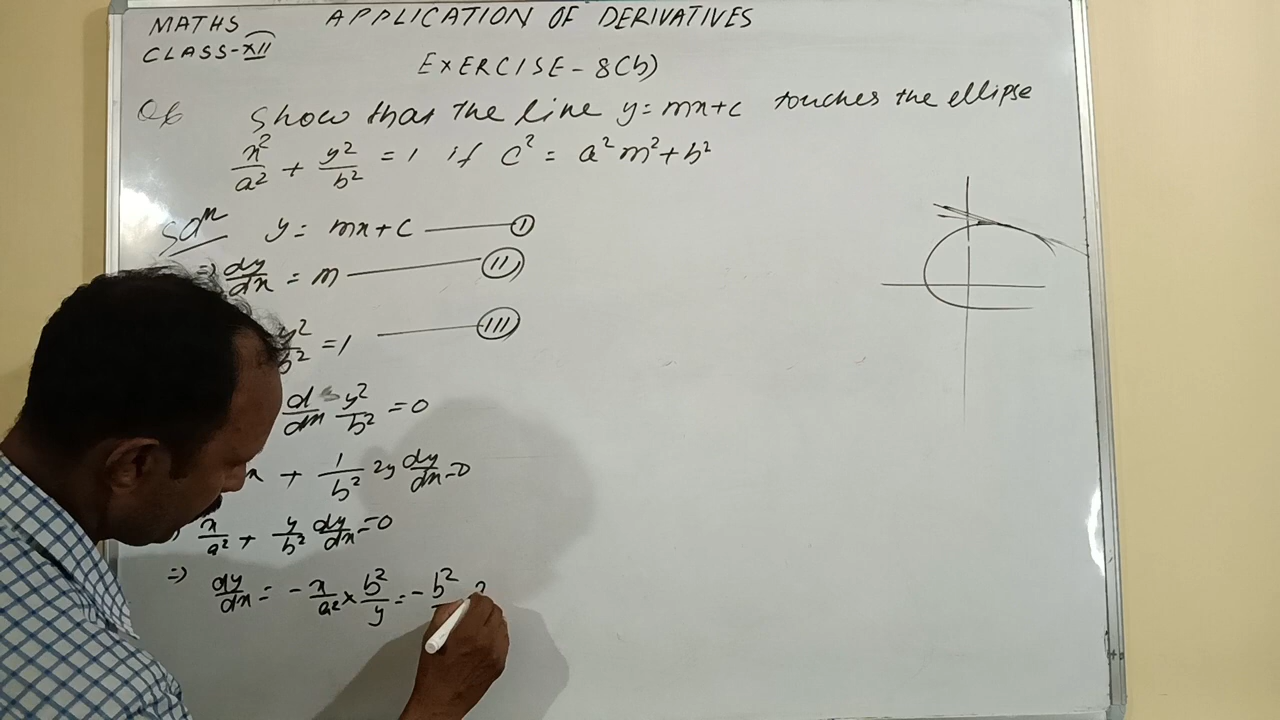 MATHS APPLICATION OF DERIVATIVES
CLASS-XII
EXERCISE-8(b)
Q6 Show that the line y=mx+c touches the ellipse
x²/a² + y²/b² = 1 if c² = a²m²+b²
Solⁿ y = mx+c ——— (I)
⇒ dy/dx = m ——— (II)
y²/b² = 1 ——— (III)
d/dx y²/b² = 0
x + 1/b² 2y dy/dx=0
x/a² + y/b² dy/dx=0
⇒ dy/dx = -x/a² × b²/y = -b²